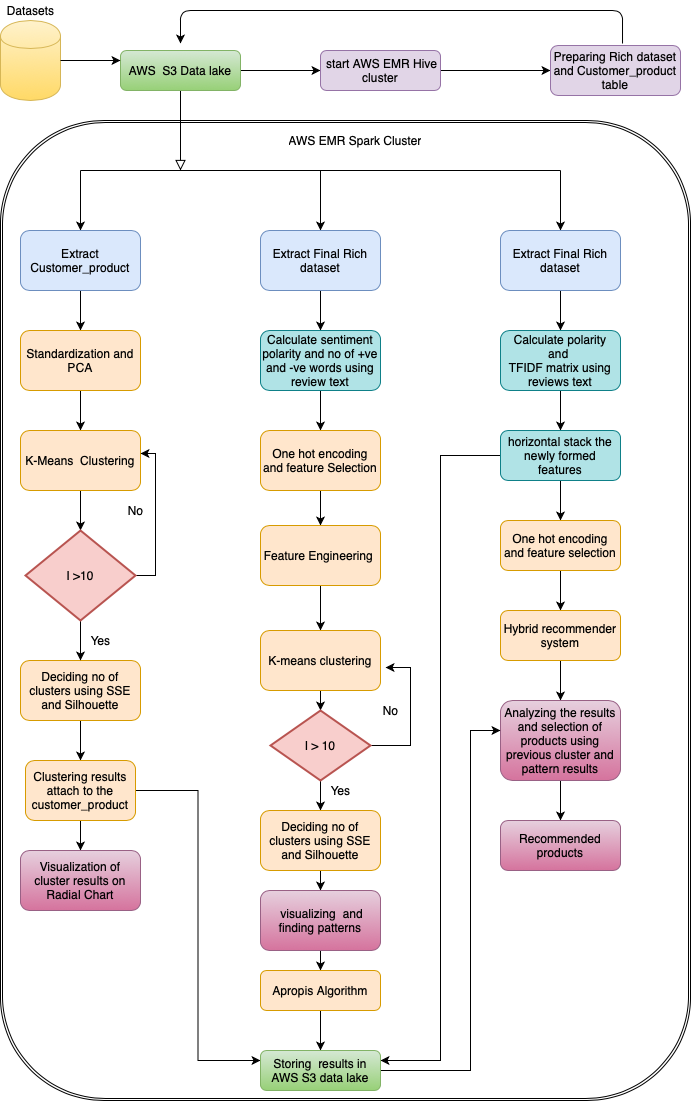 Datasets
AWS S3 Data lake
start AWS EMR Hive
cluster
Preparing Rich dataset
and Customer_product
table
AWS EMR Spark Cluster
Extract
Customer_product
Standardization and
PCA
K-Means Clustering
No
I >10
Yes
Deciding no of
clusters using SSE
and Silhouette
Clustering results
attach to the
customer_product
Visualization of
cluster results on
Radial Chart
Extract Final Rich
dataset
Calculate sentiment
polarity and no of +ve
and -ve words using
review text
One hot encoding
and feature Selection
Feature Engineering
K-means clustering
No
I > 10
Yes
Deciding no of
clusters using SSE
and Silhouette
visualizing and
finding patterns
Apropis Algorithm
Storing results in
AWS S3 data lake
Extract Final Rich
dataset
Calculate polarity
and
TFIDF matrix using
reviews text
horizontal stack the
newly formed
features
One hot encoding
and feature selection
Hybrid recommender
system
Analyzing the results
and selection of
products using
previous cluster and
pattern results
Recommended
products